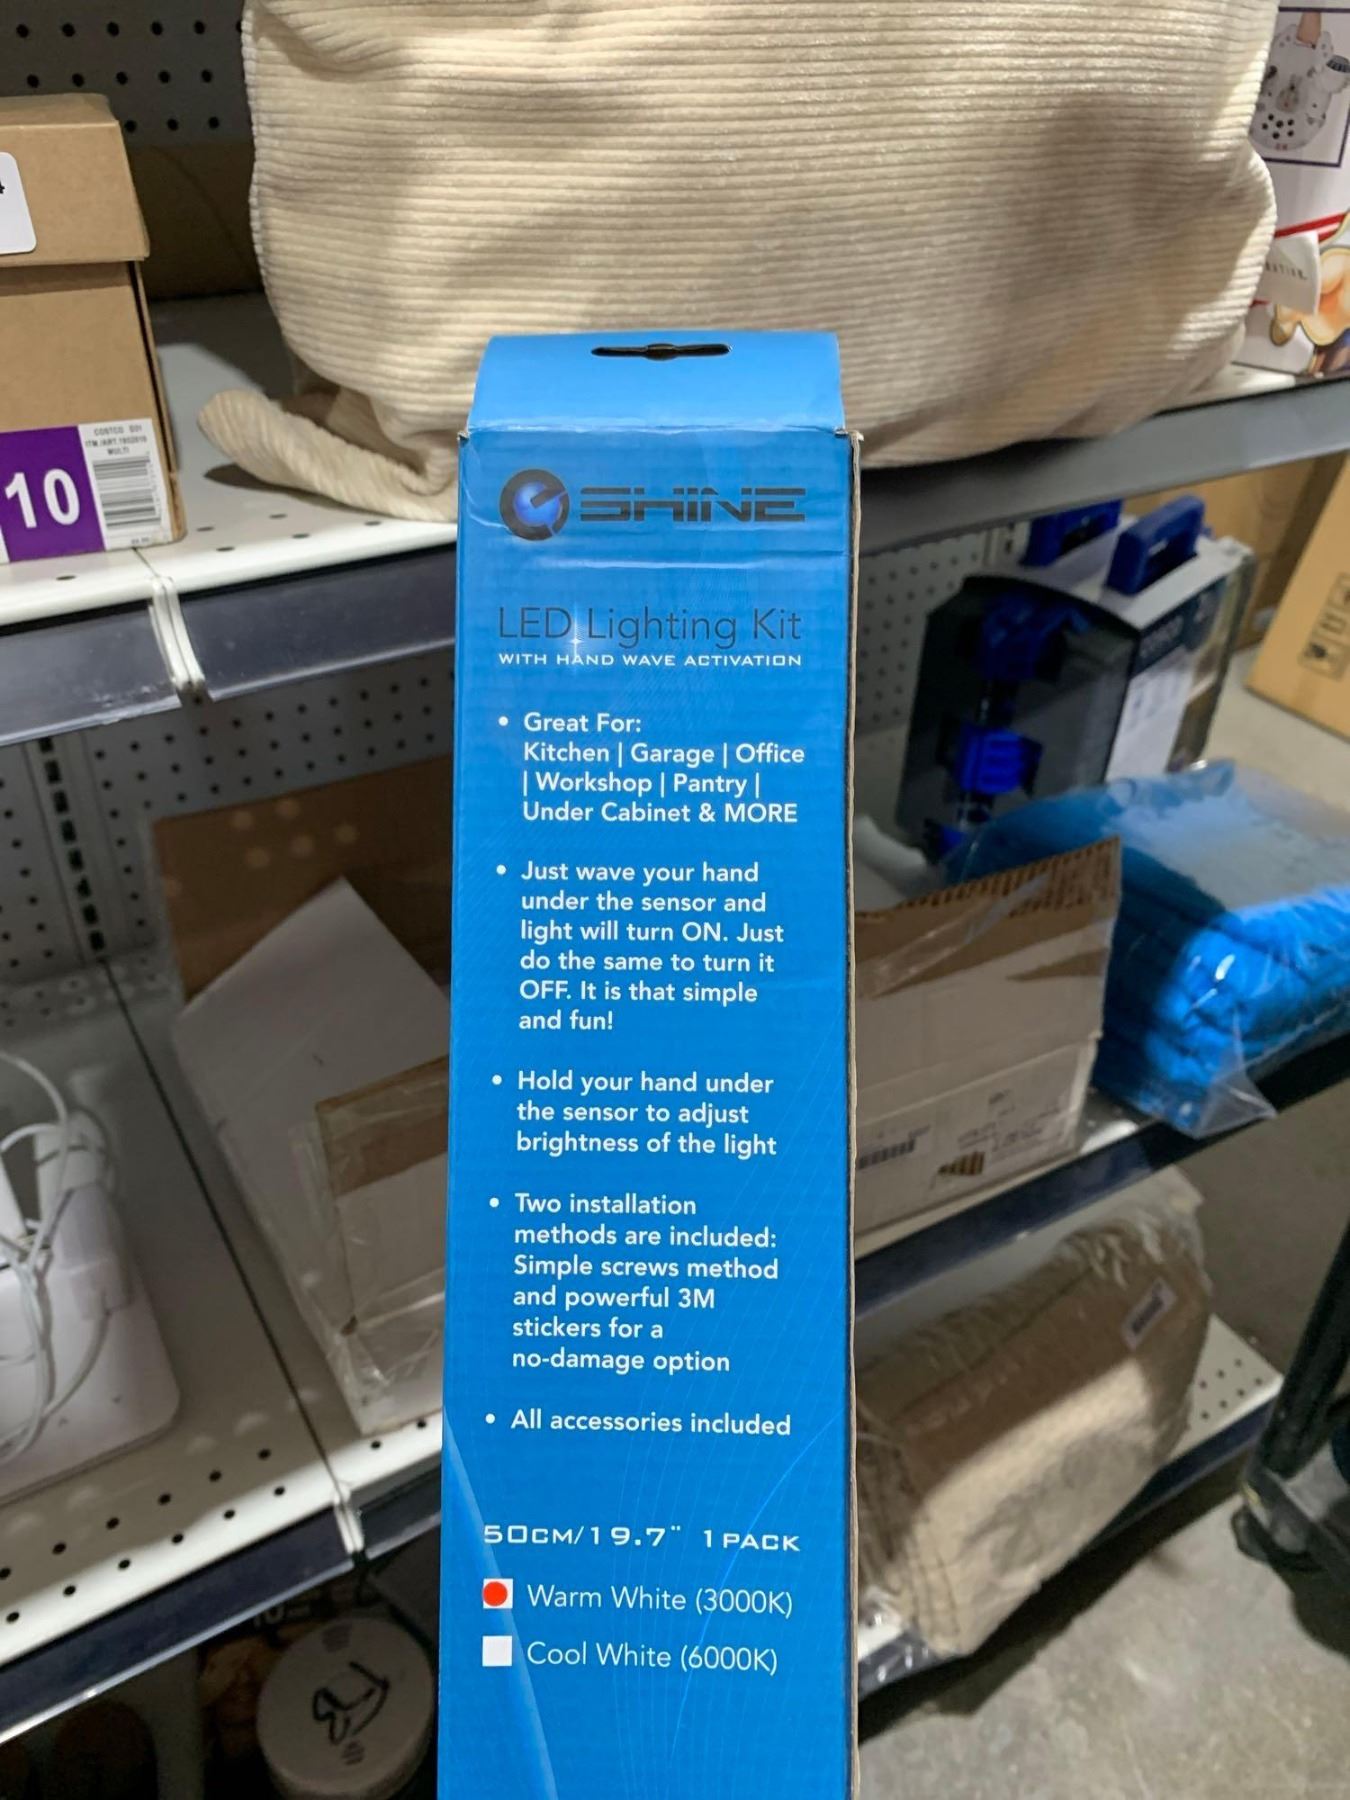 SHINE
LED Lighting Kit
WITH HAND WAVE ACTIVATION
• Great For:
Kitchen | Garage | Office
| Workshop | Pantry |
Under Cabinet & MORE
• Just wave your hand
under the sensor and
light will turn ON. Just
do the same to turn it
OFF. It is that simple
and fun!
• Hold your hand under
the sensor to adjust
brightness of the light
• Two installation
methods are included:
Simple screws method
and powerful 3M
stickers for a
no-damage option
• All accessories included
50CM/19.7" 1 PACK
Warm White (3000K)
Cool White (6000K)
10
COSTCO
MULTI